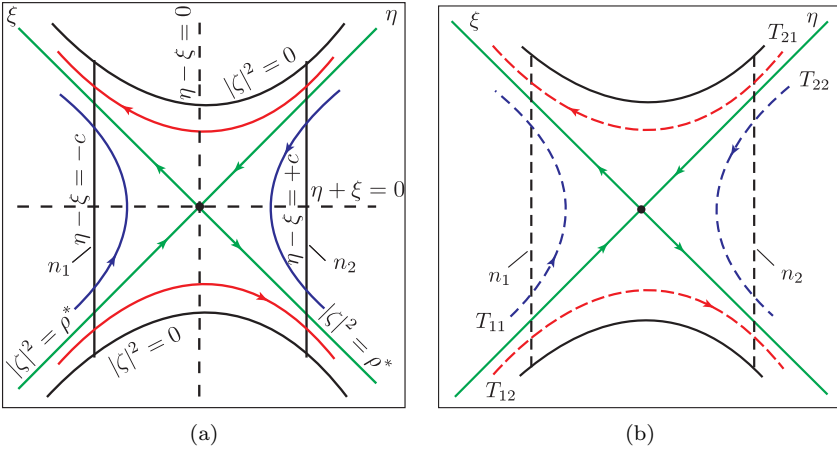 ξ
η − ξ = 0
η
|ζ|² = 0
η − ξ = −c
η − ξ = +c
η + ξ = 0
n₁
n₂
|ζ|² = ρ*
|ζ|² = 0
|ζ|² = ρ*
(a)
ξ
η
T₂₁
T₂₂
n₁
n₂
T₁₁
T₁₂
(b)